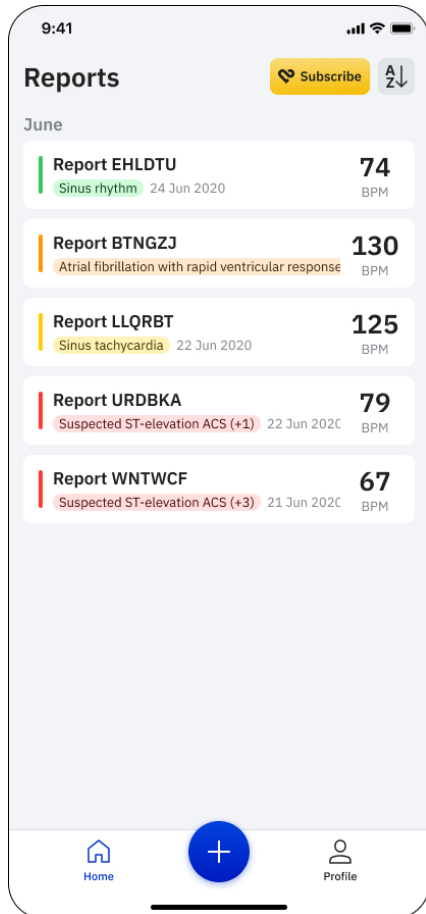 9:41
Reports
Subscribe
A
Z
June
Report EHLDTU
74
Sinus rhythm 24 Jun 2020
BPM
Report BTNGZJ
130
Atrial fibrillation with rapid ventricular response
BPM
Report LLQRBT
125
Sinus tachycardia 22 Jun 2020
BPM
Report URDBKA
79
Suspected ST-elevation ACS (+1) 22 Jun 2020
BPM
Report WNTWCF
67
Suspected ST-elevation ACS (+3) 21 Jun 2020
BPM
Home
Profile